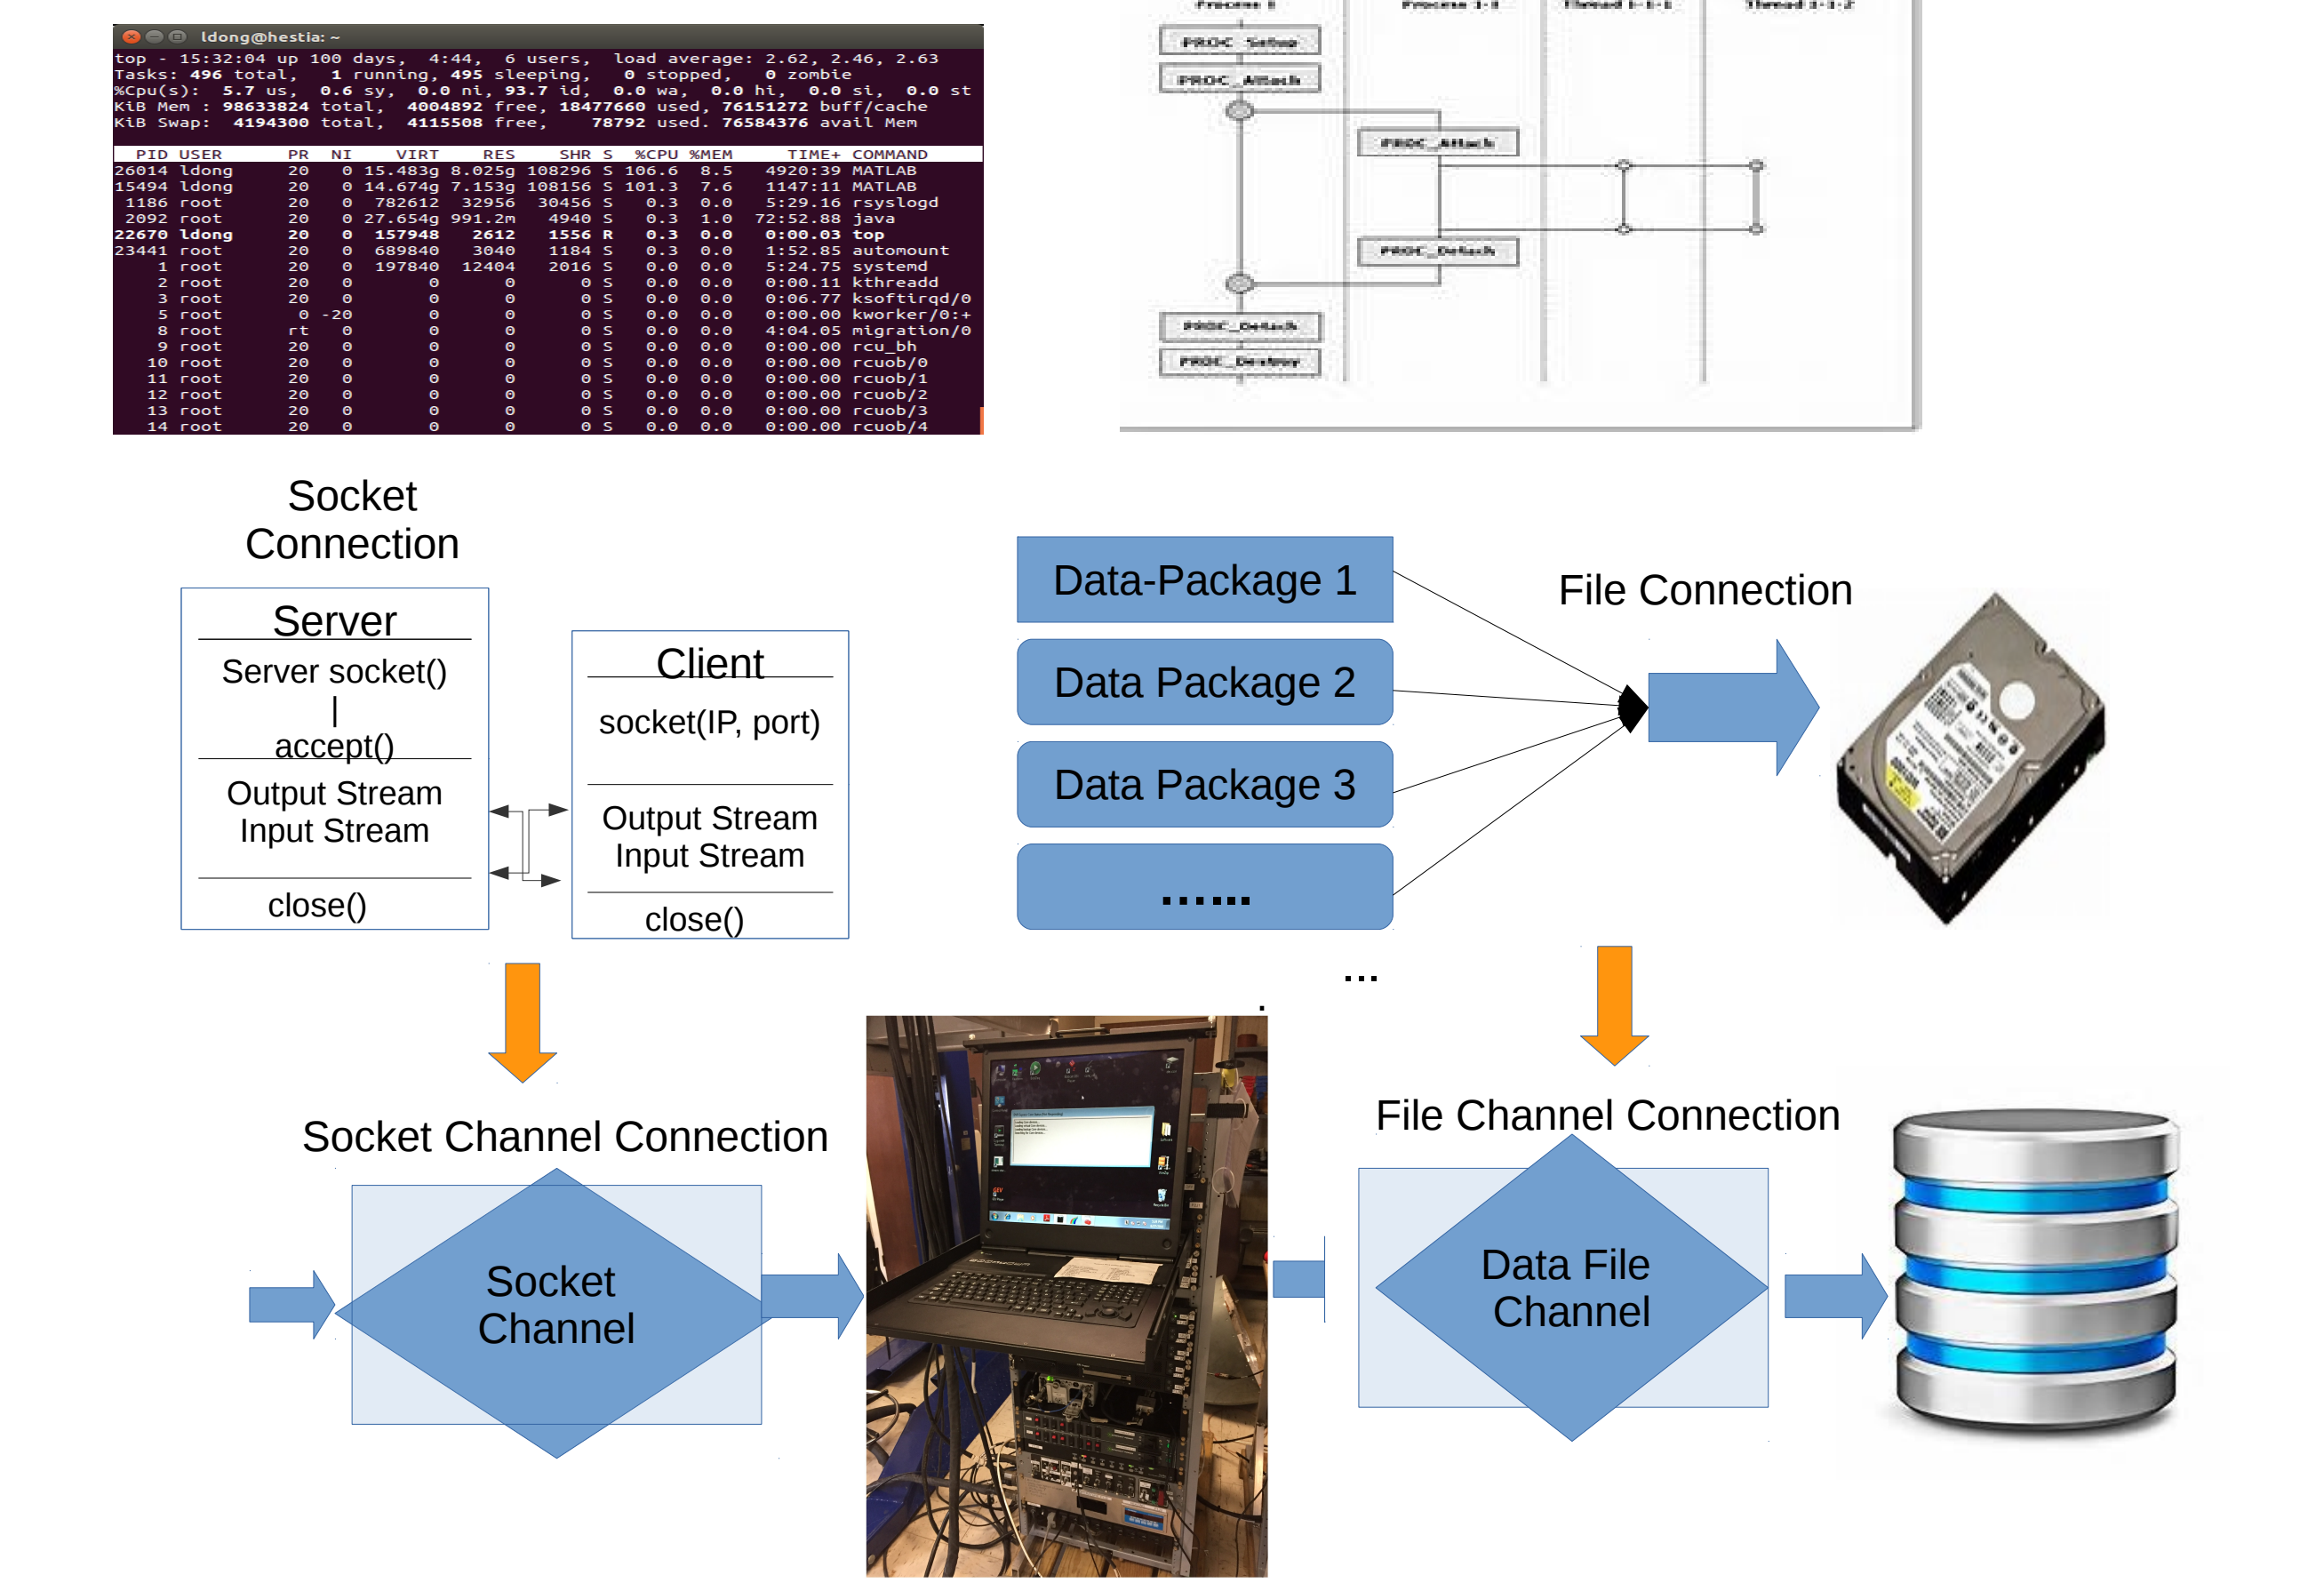 ldong@hestia: ~
top - 15:32:04 up 100 days,  4:44,  6 users,  load average: 2.62, 2.46, 2.63
Tasks: 496 total,   1 running, 495 sleeping,   0 stopped,   0 zombie
%Cpu(s):  5.7 us,  0.6 sy,  0.0 ni, 93.7 id,  0.0 wa,  0.0 hi,  0.0 si,  0.0 st
KiB Mem : 98633824 total,  4004892 free, 18477660 used, 76151272 buff/cache
KiB Swap:  4194300 total,  4115508 free,    78792 used. 76584376 avail Mem
PID USER PR NI VIRT RES SHR S %CPU %MEM TIME+ COMMAND
26014 ldong 20 0 15.483g 8.025g 108296 S 106.6 8.5 4920:39 MATLAB
15494 ldong 20 0 14.674g 7.153g 108156 S 101.3 7.6 1147:11 MATLAB
1186 root 20 0 782612 32956 30456 S 0.3 0.0 5:29.16 rsyslogd
2092 root 20 0 27.654g 991.2m 4940 S 0.3 1.0 72:52.88 java
22670 ldong 20 0 157948 2612 1556 R 0.3 0.0 0:00.03 top
23441 root 20 0 689840 3040 1184 S 0.3 0.0 1:52.85 automount
1 root 20 0 197840 12404 2016 S 0.0 0.0 5:24.75 systemd
2 root 20 0 0 0 0 S 0.0 0.0 0:00.11 kthreadd
3 root 20 0 0 0 0 S 0.0 0.0 0:06.77 ksoftirqd/0
5 root 0 -20 0 0 0 S 0.0 0.0 0:00.00 kworker/0:+
8 root rt 0 0 0 0 S 0.0 0.0 4:04.05 migration/0
9 root 20 0 0 0 0 S 0.0 0.0 0:00.00 rcu_bh
10 root 20 0 0 0 0 S 0.0 0.0 0:00.00 rcuob/0
11 root 20 0 0 0 0 S 0.0 0.0 0:00.00 rcuob/1
12 root 20 0 0 0 0 S 0.0 0.0 0:00.00 rcuob/2
13 root 20 0 0 0 0 S 0.0 0.0 0:00.00 rcuob/3
14 root 20 0 0 0 0 S 0.0 0.0 0:00.00 rcuob/4
Process 1 Process 1-1 Thread 1-1-1 Thread 1-1-2
PROC_Setup
PROC_Attach
PROC_Attach
PROC_Detach
PROC_Detach
PROC_Destroy
Socket
Connection
Server
Server socket()
|
accept()
Output Stream
Input Stream
close()
Client
socket(IP, port)
Output Stream
Input Stream
close()
Data-Package 1
Data Package 2
Data Package 3
…...
File Connection
...
.
Socket Channel Connection
Socket
Channel
File Channel Connection
Data File
Channel